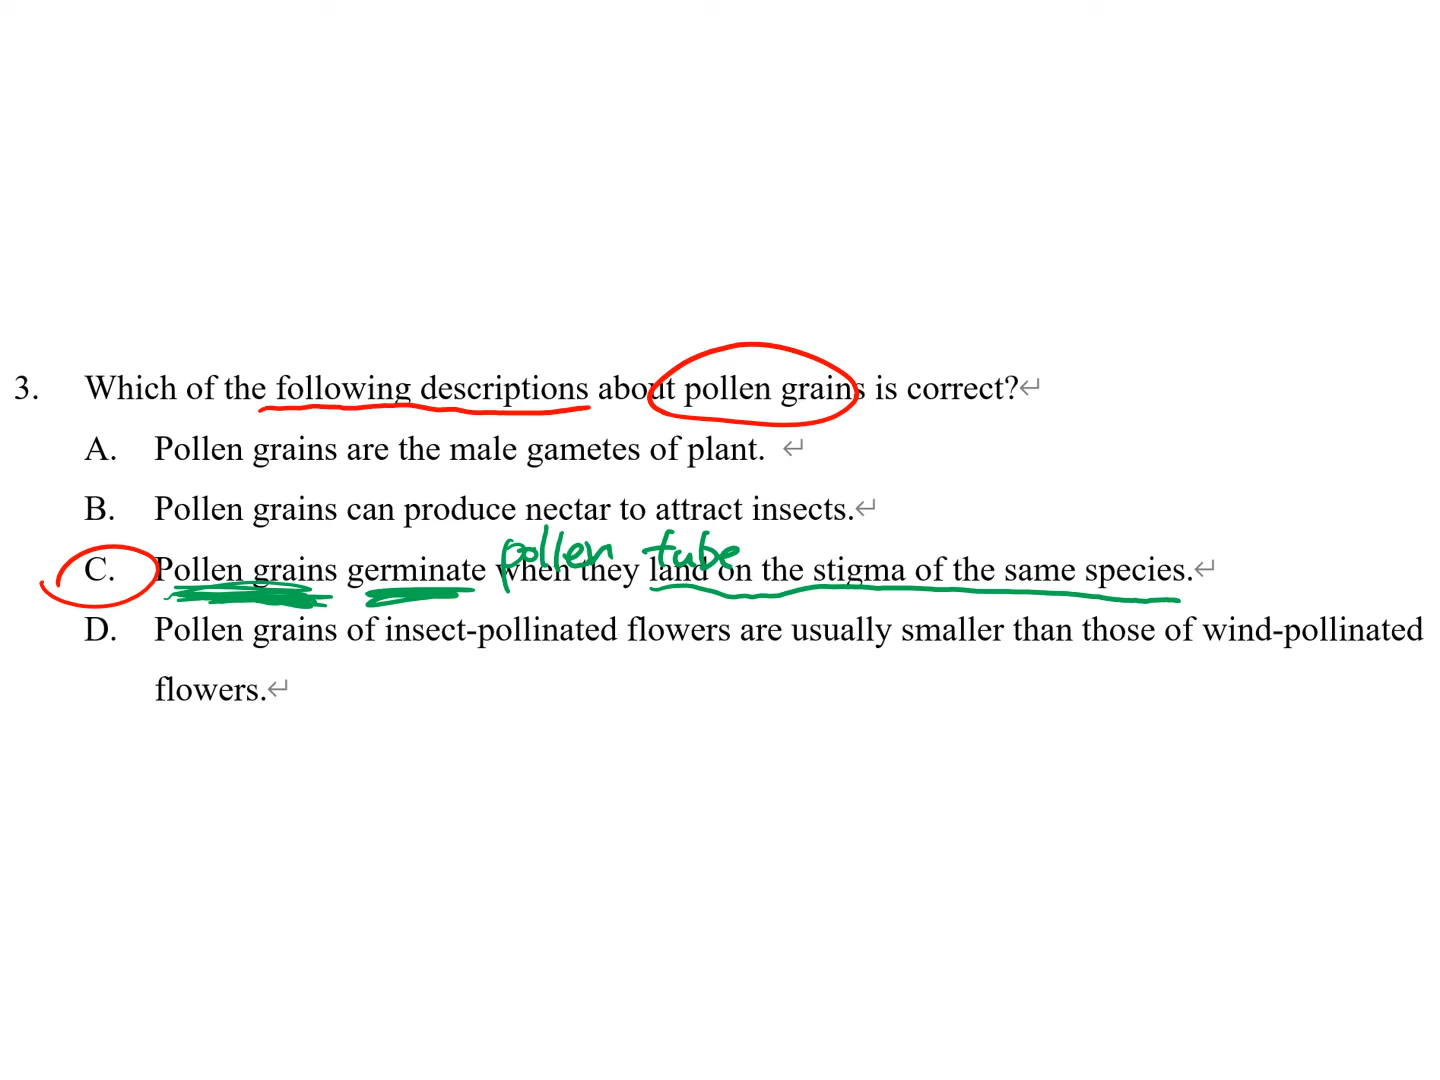 3. Which of the following descriptions about pollen grains is correct?↵
A. Pollen grains are the male gametes of plant. ↵
B. Pollen grains can produce nectar to attract insects.↵
pollen tube
C. Pollen grains germinate when they land on the stigma of the same species.↵
D. Pollen grains of insect-pollinated flowers are usually smaller than those of wind-pollinated
flowers.↵